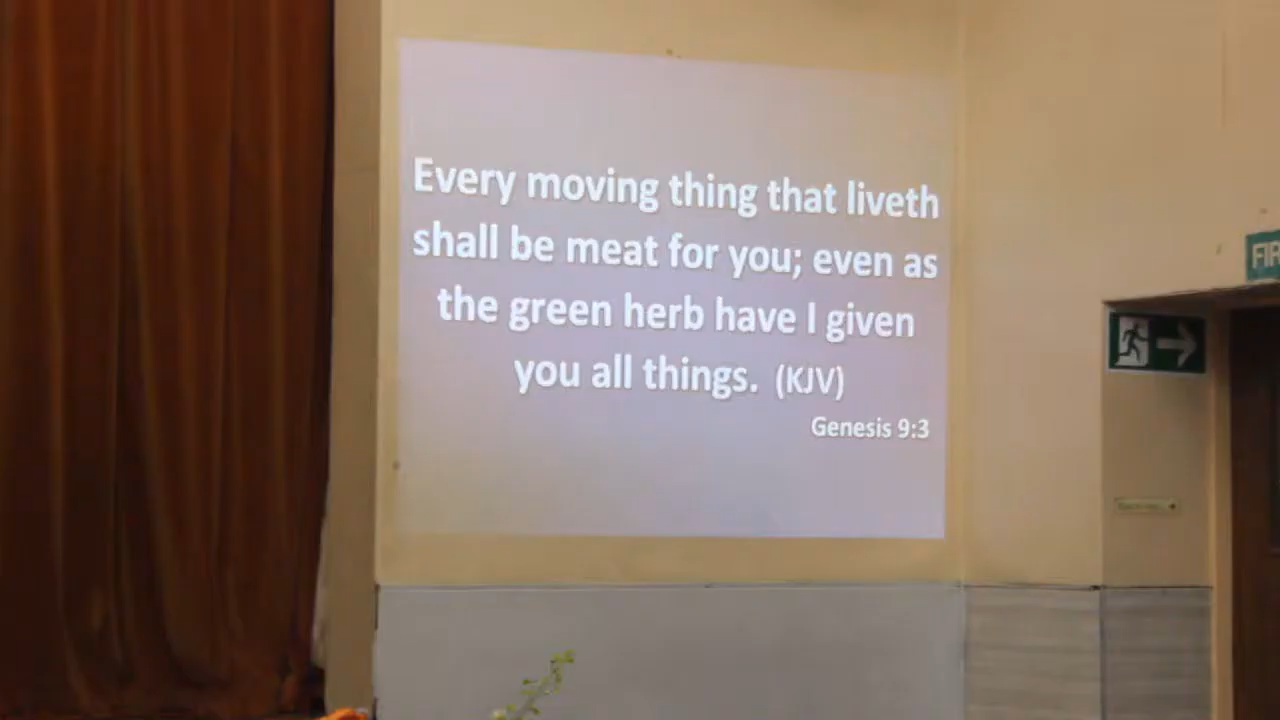 Every moving thing that liveth
shall be meat for you; even as
the green herb have I given
you all things. (KJV)
Genesis 9:3
FIR